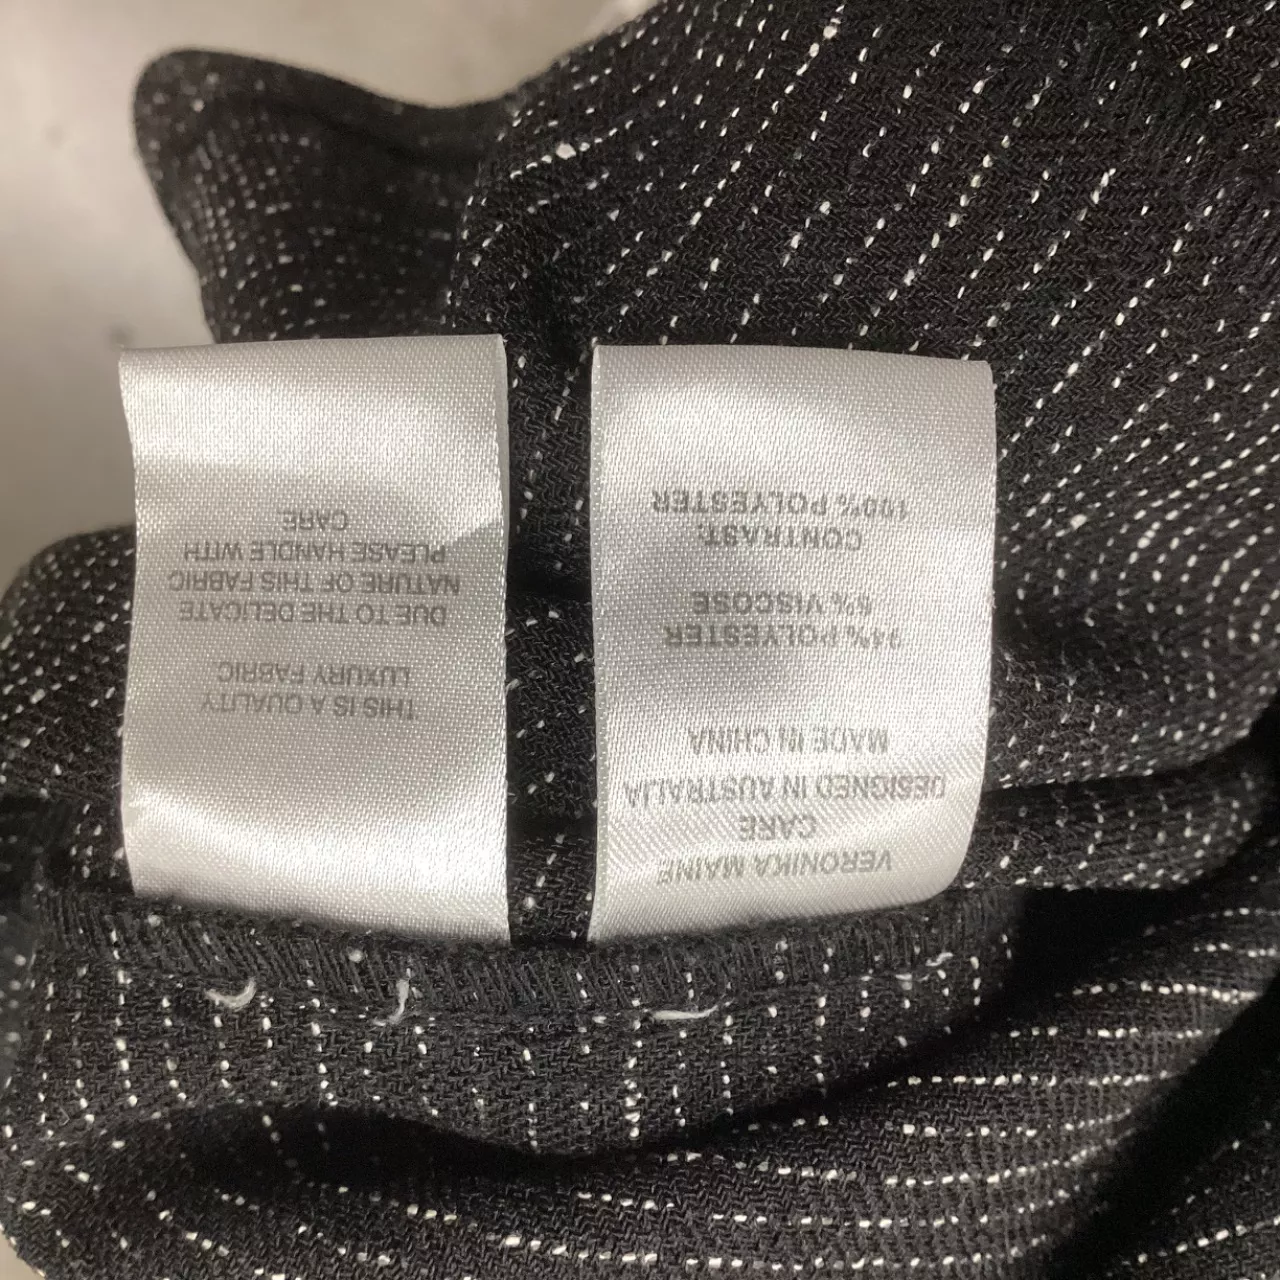 VERONIKA MAINE
CARE
DESIGNED IN AUSTRALIA
MADE IN CHINA
94% POLYESTER
6% VISCOSE
CONTRAST:
100% POLYESTER
THIS IS A QUALITY
LUXURY FABRIC
DUE TO THE DELICATE
NATURE OF THIS FABRIC
PLEASE HANDLE WITH
CARE